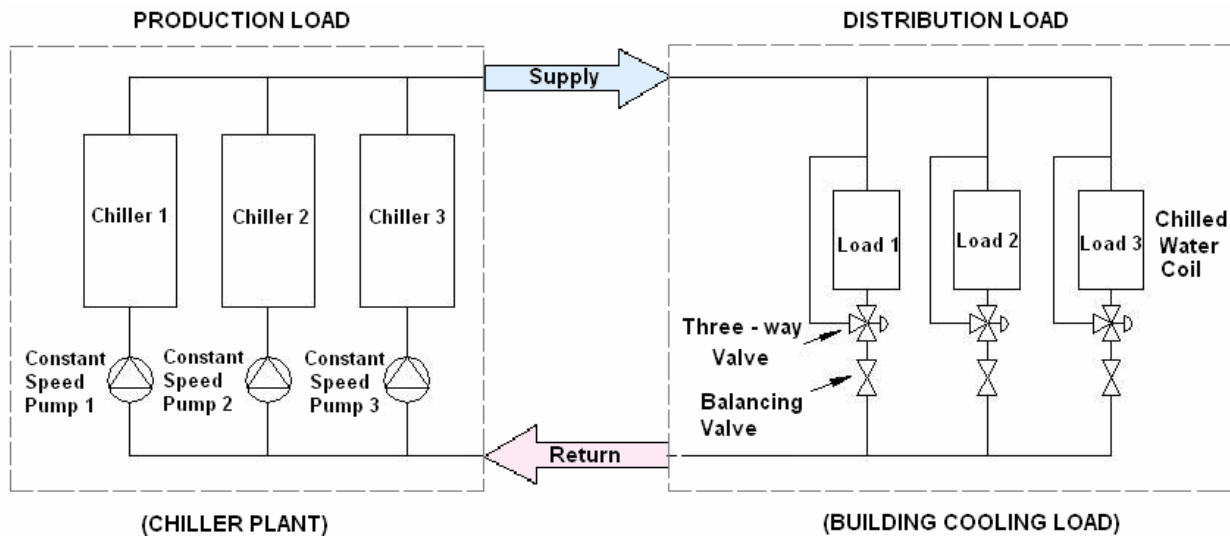 PRODUCTION LOAD
DISTRIBUTION LOAD
Supply
Chiller 1
Chiller 2
Chiller 3
Load 1
Load 2
Load 3
Chilled
Water
Coil
Constant
Speed
Pump 1
Constant
Speed
Pump 2
Constant
Speed
Pump 3
Three - way
Valve
Balancing
Valve
Return
(CHILLER PLANT)
(BUILDING COOLING LOAD)